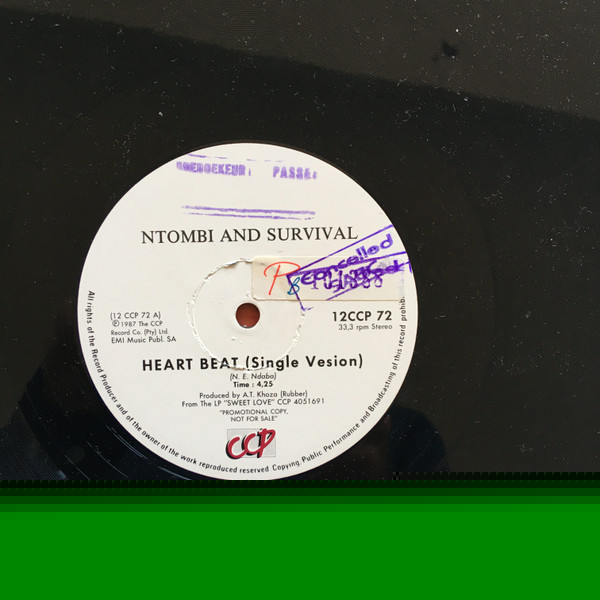 GOEDGEKEUR: PASSED:
NTOMBI AND SURVIVAL
cancelled
(12 CCP 72 A)
℗ 1987 The CCP
Record Co. (Pty) Ltd.
EMI Music Publ. SA
12CCP 72
33,3 rpm Stereo
HEART BEAT (Single Vesion)
(N. E. Ndaba)
Time : 4,25
Produced by A.T. Khoza (Rubber)
From The LP "SWEET LOVE" CCP 4051691
"PROMOTIONAL COPY,
NOT FOR SALE"
CCP
All rights of the Record Producer and of the owner of the work reproduced reserved. Copying, Public Performance and Broadcasting of this record prohib.